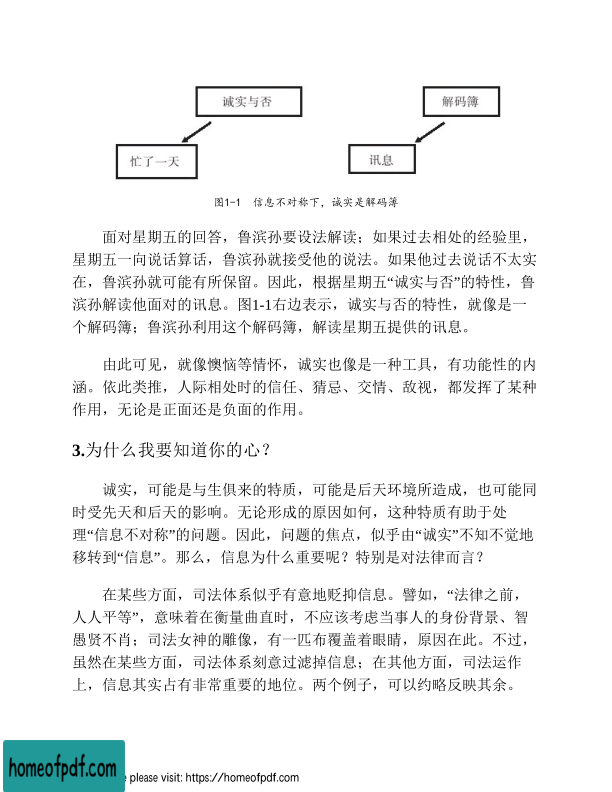 诚实与否
解码簿
忙了一天
讯息
图1-1 信息不对称下，诚实是解码薄
面对星期五的回答，鲁滨孙要设法解读；如果过去相处的经验里，
星期五一向说话算话，鲁滨孙就接受他的说法。如果他过去说话不太实
在，鲁滨孙就可能有所保留。因此，根据星期五“诚实与否”的特性，鲁
滨孙解读他面对的讯息。图1-1右边表示，诚实与否的特性，就像是一
个解码簿；鲁滨孙利用这个解码簿，解读星期五提供的讯息。
由此可见，就像懊恼等情怀，诚实也像是一种工具，有功能性的内
涵。依此类推，人际相处时的信任、猜忌、交情、敌视，都发挥了某种
作用，无论是正面还是负面的作用。
3.为什么我要知道你的心？
诚实，可能是与生俱来的特质，可能是后天环境所造成，也可能同
时受先天和后天的影响。无论形成的原因如何，这种特质有助于处
理“信息不对称”的问题。因此，问题的焦点，似乎由“诚实”不知不觉地
移转到“信息”。那么，信息为什么重要呢？特别是对法律而言？
在某些方面，司法体系似乎有意地贬抑信息。譬如，“法律之前，
人人平等”，意味着在衡量曲直时，不应该考虑当事人的身份背景、智
愚贤不肖；司法女神的雕像，有一匹布覆盖着眼睛，原因在此。不过，
虽然在某些方面，司法体系刻意过滤掉信息；在其他方面，司法运作
上，信息其实占有非常重要的地位。两个例子，可以约略反映其余。
homeofpdf.com
e please visit: https://homeofpdf.com